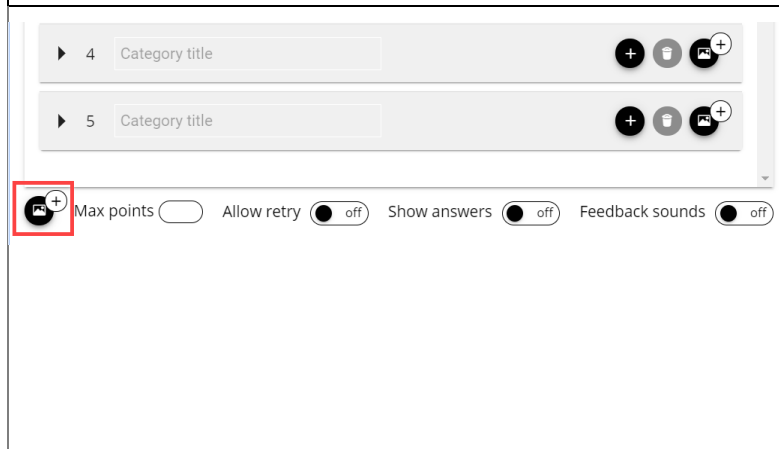 4 Category title
5 Category title
Max points Allow retry off Show answers off Feedback sounds off